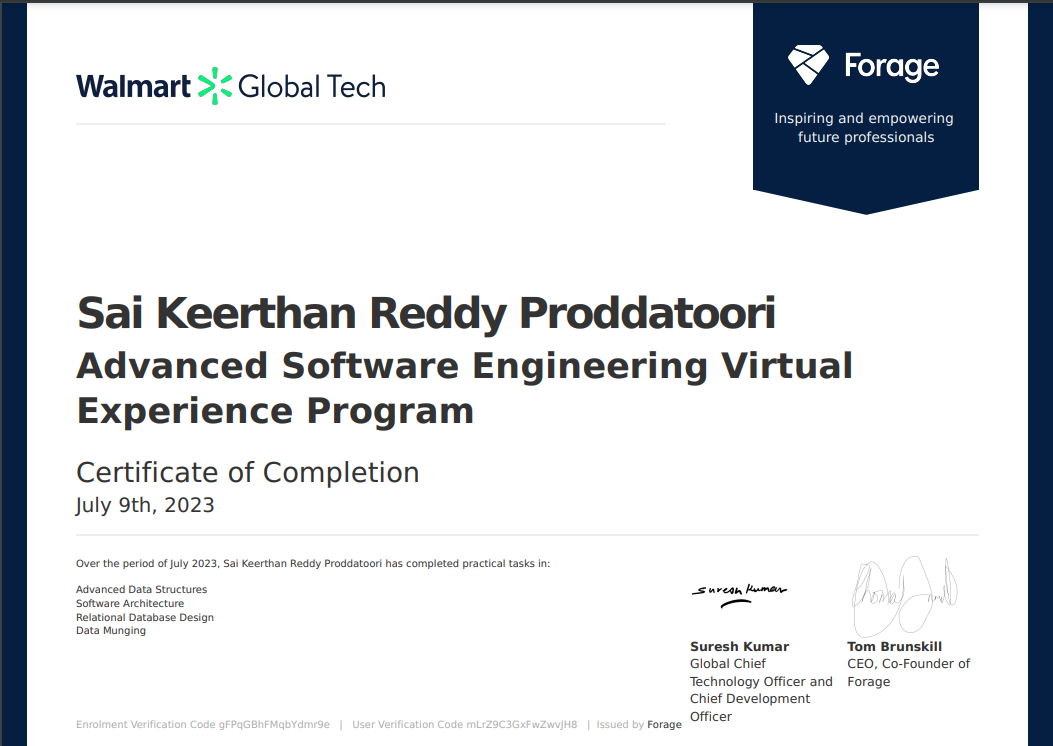 Walmart Global Tech
Forage
Inspiring and empowering
future professionals
Sai Keerthan Reddy Proddatoori
Advanced Software Engineering Virtual
Experience Program
Certificate of Completion
July 9th, 2023
Over the period of July 2023, Sai Keerthan Reddy Proddatoori has completed practical tasks in:
Advanced Data Structures
Software Architecture
Relational Database Design
Data Munging
Suresh Kumar
Suresh Kumar
Global Chief
Technology Officer and
Chief Development
Officer
Tom Brunskill
CEO, Co-Founder of
Forage
Enrolment Verification Code gFPqGBhFMqbYdmr9e | User Verification Code mLrZ9C3GxFwZwvJH8 | Issued by Forage